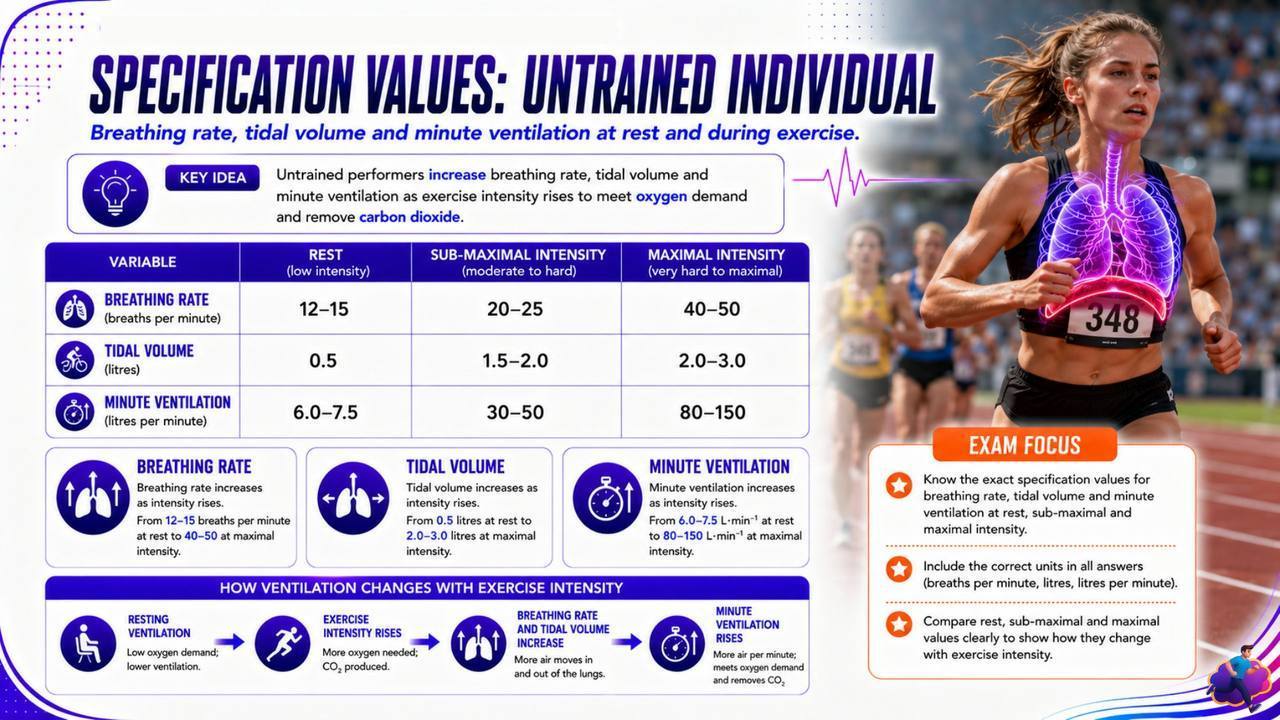 SPECIFICATION VALUES: UNTRAINED INDIVIDUAL
Breathing rate, tidal volume and minute ventilation at rest and during exercise.
KEY IDEA
Untrained performers increase breathing rate, tidal volume and
minute ventilation as exercise intensity rises to meet oxygen demand
and remove carbon dioxide.
VARIABLE
REST
(low intensity)
SUB-MAXIMAL INTENSITY
(moderate to hard)
MAXIMAL INTENSITY
(very hard to maximal)
BREATHING RATE
(breaths per minute)
12–15
20–25
40–50
TIDAL VOLUME
(litres)
0.5
1.5–2.0
2.0–3.0
MINUTE VENTILATION
(litres per minute)
6.0–7.5
30–50
80–150
BREATHING RATE
Breathing rate increases
as intensity rises.
From 12–15 breaths per minute
at rest to 40–50 at maximal
intensity.
TIDAL VOLUME
Tidal volume increases as
intensity rises.
From 0.5 litres at rest to
2.0–3.0 litres at maximal
intensity.
MINUTE VENTILATION
Minute ventilation increases
as intensity rises.
From 6.0–7.5 L·min⁻¹ at rest
to 80–150 L·min⁻¹ at maximal
intensity.
HOW VENTILATION CHANGES WITH EXERCISE INTENSITY
RESTING
VENTILATION
Low oxygen demand;
lower ventilation.
EXERCISE
INTENSITY RISES
More oxygen needed;
CO₂ produced.
BREATHING RATE
AND TIDAL VOLUME
INCREASE
More air moves in
and out of the lungs.
MINUTE
VENTILATION
RISES
More air per minute;
meets oxygen demand
and removes CO₂
348
EXAM FOCUS
Know the exact specification values for
breathing rate, tidal volume and minute
ventilation at rest, sub-maximal and
maximal intensity.
Include the correct units in all answers
(breaths per minute, litres, litres per minute).
Compare rest, sub-maximal and maximal
values clearly to show how they change
with exercise intensity.